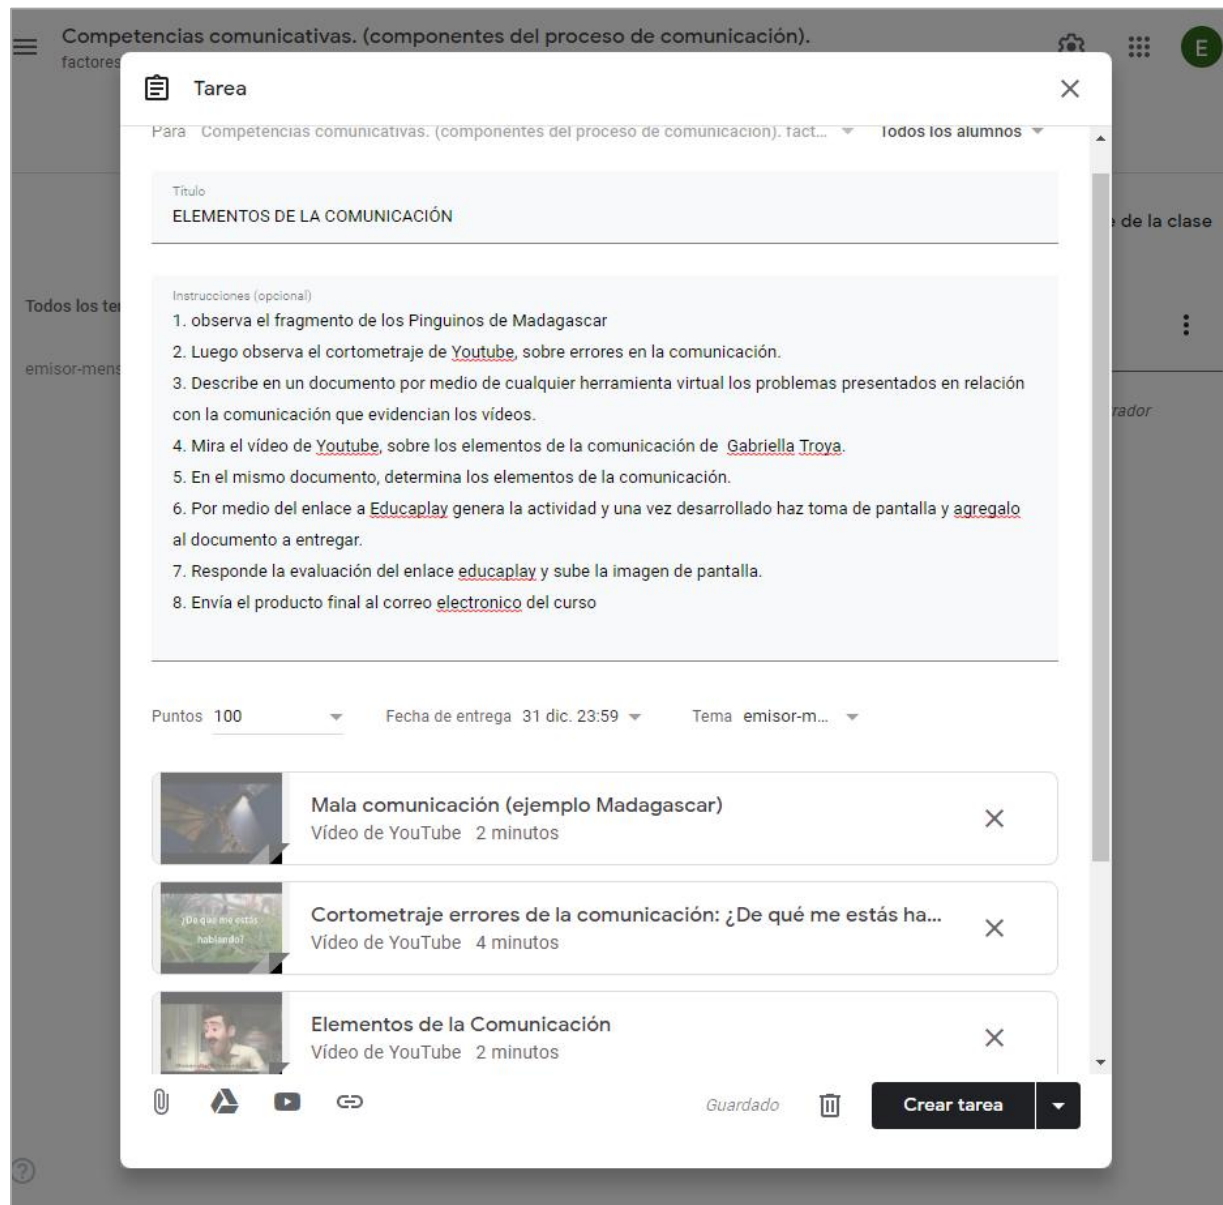 Competencias comunicativas. (componentes del proceso de comunicación).
factores
E
Tarea
Para Competencias comunicativas. (componentes del proceso de comunicación). fact... Todos los alumnos
Título
ELEMENTOS DE LA COMUNICACIÓN
de la clase
Instrucciones (opcional)
Todos los te
1. observa el fragmento de los Pinguinos de Madagascar
2. Luego observa el cortometraje de Youtube, sobre errores en la comunicación.
emisor-mens
3. Describe en un documento por medio de cualquier herramienta virtual los problemas presentados en relación
con la comunicación que evidencian los vídeos.
rador
4. Mira el vídeo de Youtube, sobre los elementos de la comunicación de  Gabriella Troya.
5. En el mismo documento, determina los elementos de la comunicación.
6. Por medio del enlace a Educaplay genera la actividad y una vez desarrollado haz toma de pantalla y agregalo
al documento a entregar.
7. Responde la evaluación del enlace educaplay y sube la imagen de pantalla.
8. Envía el producto final al correo electronico del curso
Puntos 100 Fecha de entrega 31 dic. 23:59 Tema emisor-m...
Mala comunicación (ejemplo Madagascar)
Vídeo de YouTube 2 minutos
¿De qué me estás
hablando?
Cortometraje errores de la comunicación: ¿De qué me estás ha...
Vídeo de YouTube 4 minutos
Elementos de la Comunicación
Vídeo de YouTube 2 minutos
Guardado
Crear tarea